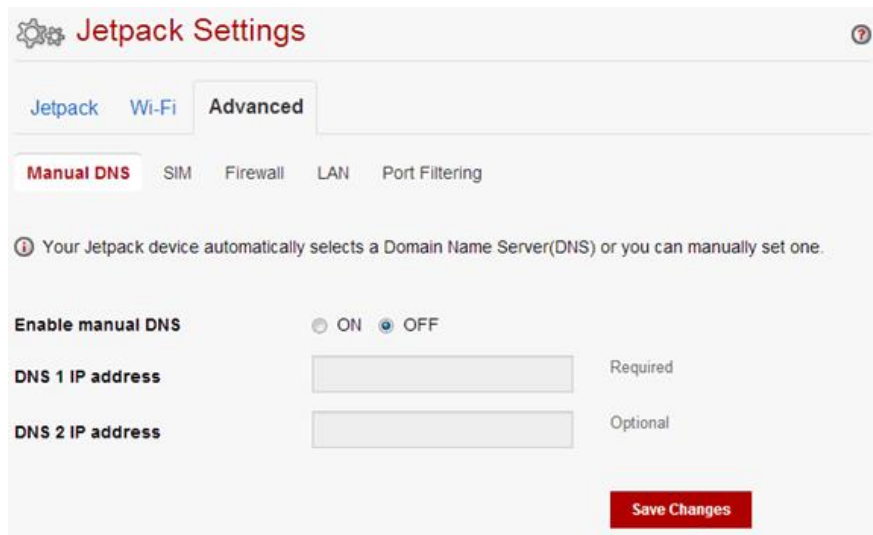 Jetpack Settings
?
Jetpack Wi-Fi Advanced
Manual DNS SIM Firewall LAN Port Filtering
i Your Jetpack device automatically selects a Domain Name Server(DNS) or you can manually set one.
Enable manual DNS ON OFF
DNS 1 IP address Required
DNS 2 IP address Optional
Save Changes